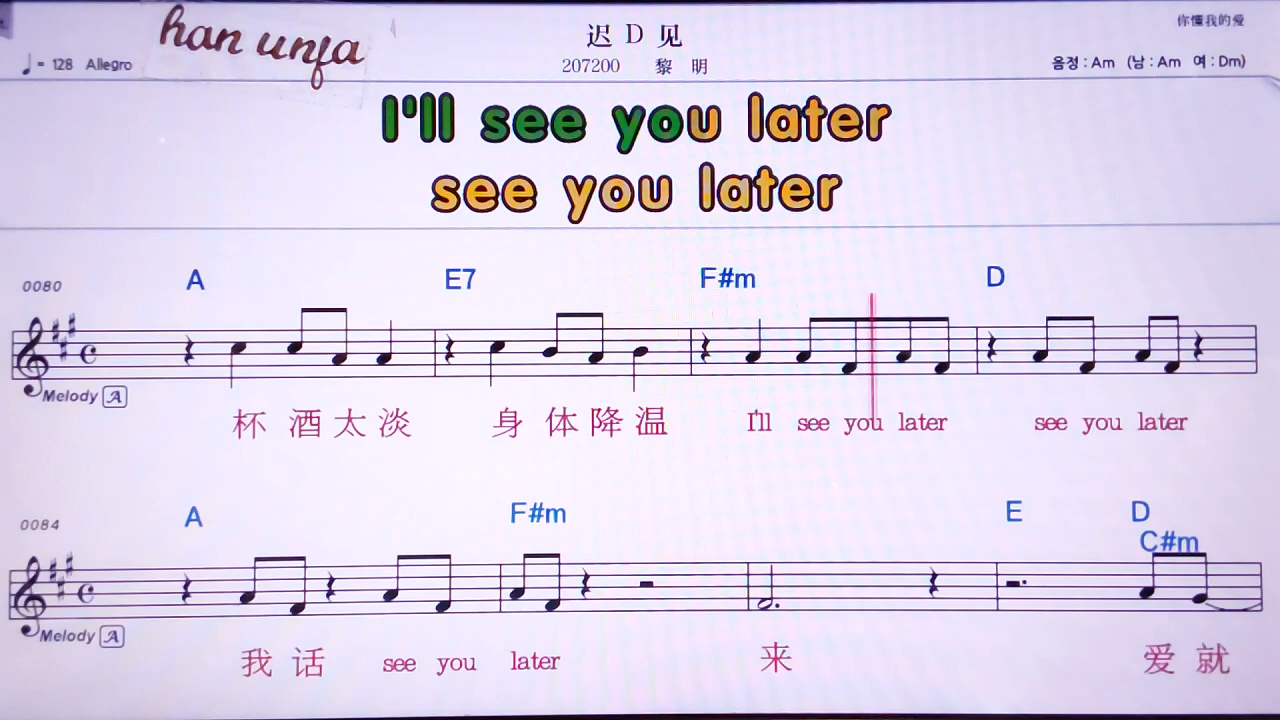 han unfa
迟 D 见
你懂我的爱
♩= 128 Allegro
207200 黎 明
음정 : Am (남 : Am 여 : Dm)
I'll see you later
see you later
0080 A E7 F#m D
Melody A
杯 酒 太 淡 身 体 降 温 I'll see you later see you later
0084 A F#m E D
C#m
Melody A
我 话 see you later 来 爱 就